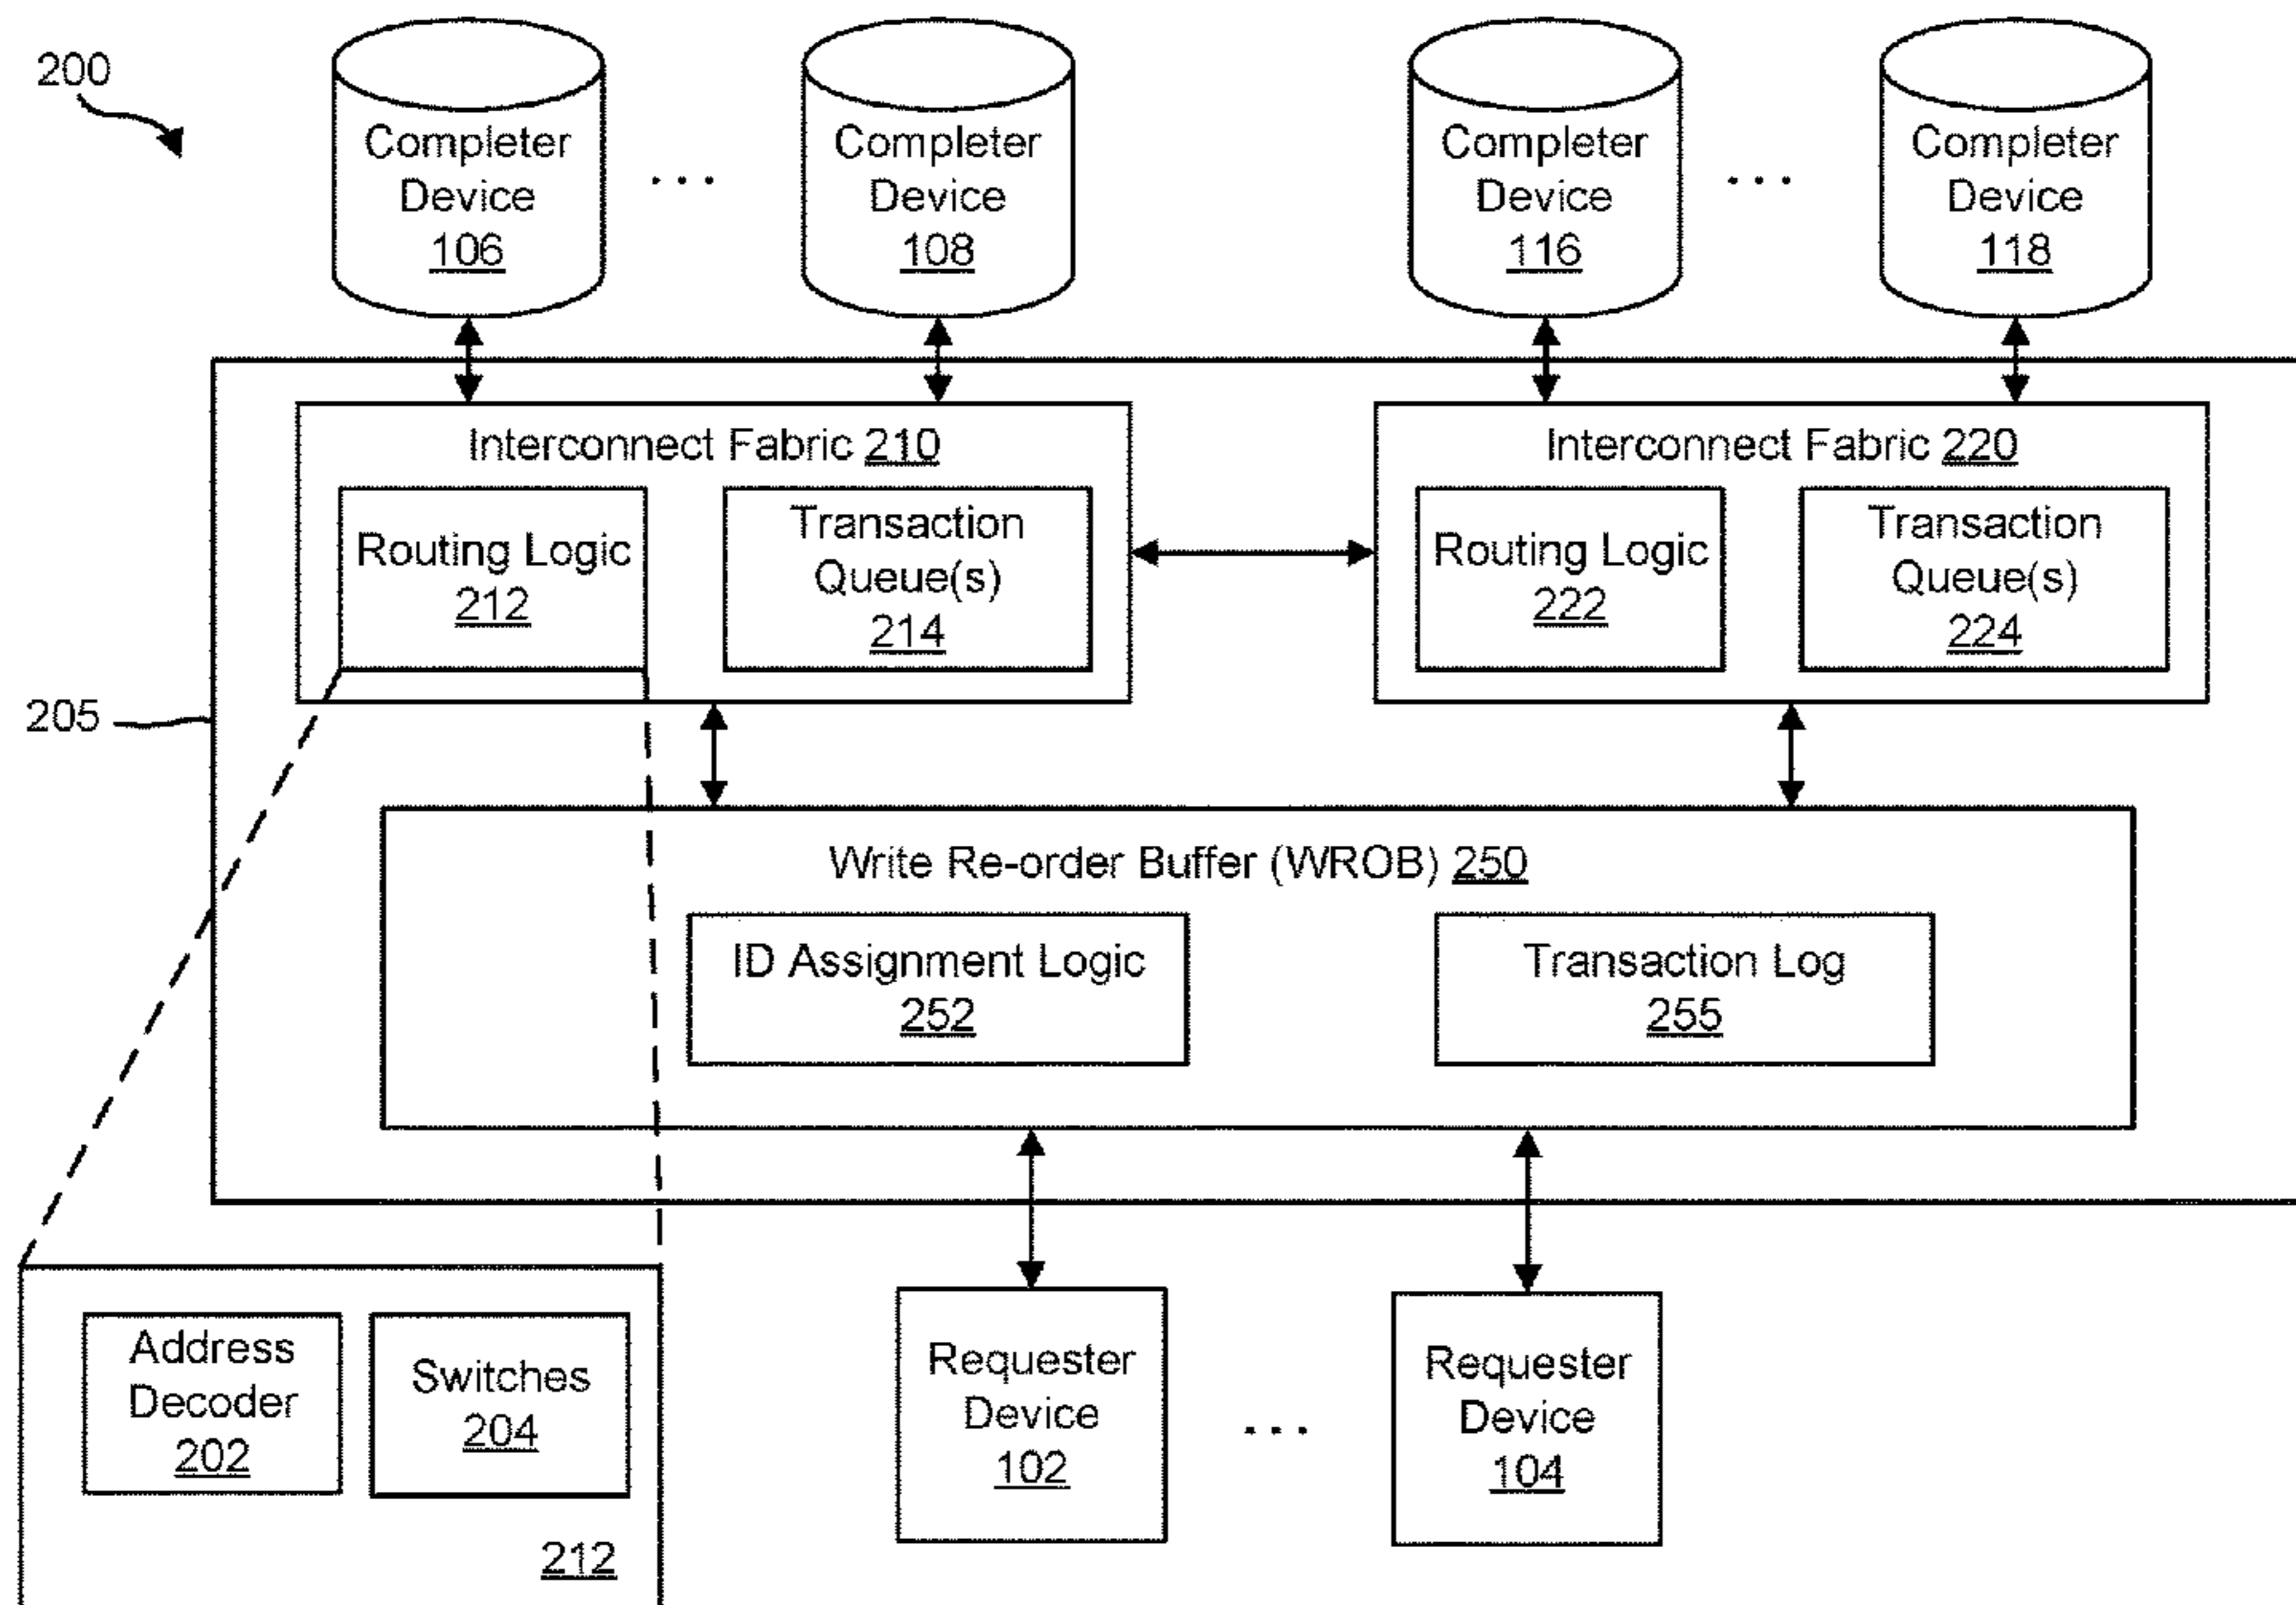 200
Completer
Device
106
...
Completer
Device
108
Completer
Device
116
...
Completer
Device
118
Interconnect Fabric 210
Routing Logic
212
Transaction
Queue(s)
214
Interconnect Fabric 220
Routing Logic
222
Transaction
Queue(s)
224
205
Write Re-order Buffer (WROB) 250
ID Assignment Logic
252
Transaction Log
255
Address
Decoder
202
Switches
204
212
Requester
Device
102
...
Requester
Device
104